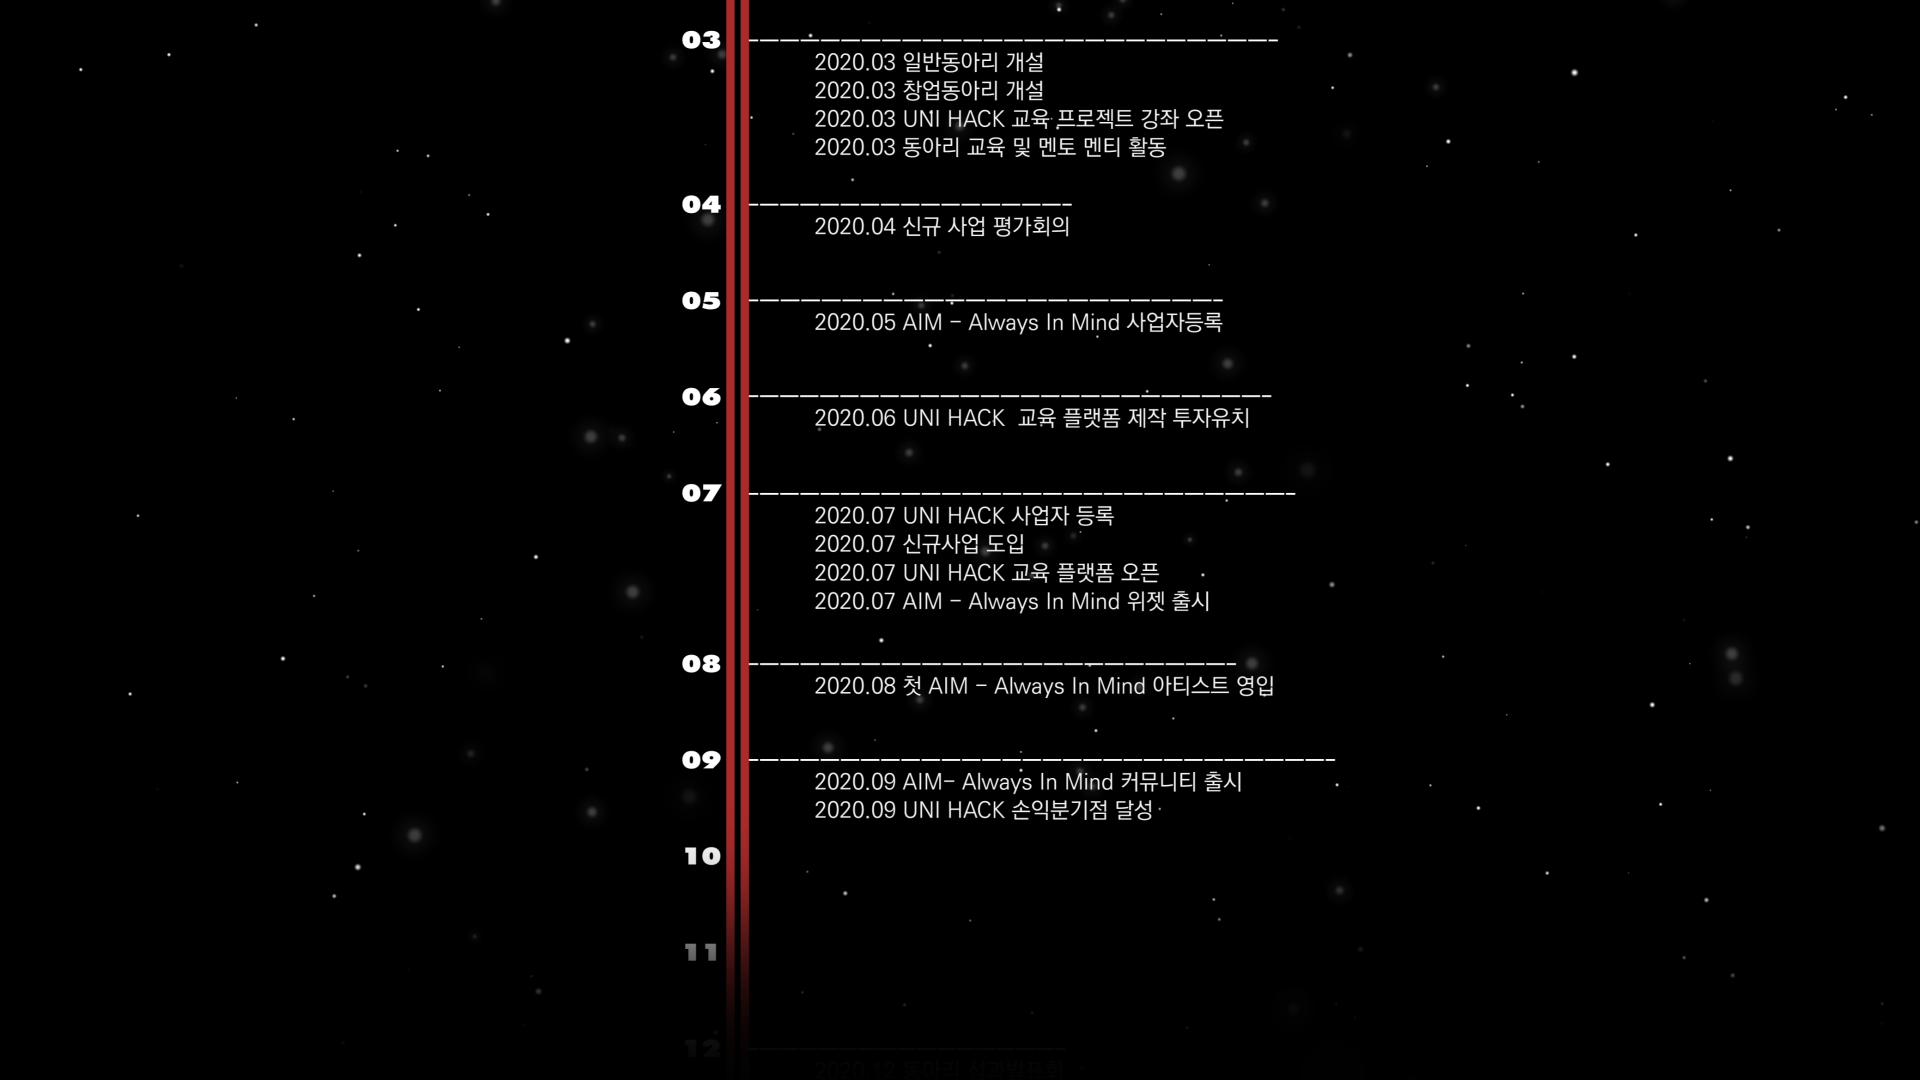 03
2020.03 일반동아리 개설
2020.03 창업동아리 개설
2020.03 UNI HACK 교육 프로젝트 강좌 오픈
2020.03 동아리 교육 및 멘토 멘티 활동
04
2020.04 신규 사업 평가회의
05
2020.05 AIM - Always In Mind 사업자등록
06
2020.06 UNI HACK 교육 플랫폼 제작 투자유치
07
2020.07 UNI HACK 사업자 등록
2020.07 신규사업 도입
2020.07 UNI HACK 교육 플랫폼 오픈
2020.07 AIM - Always In Mind 위젯 출시
08
2020.08 첫 AIM - Always In Mind 아티스트 영입
09
2020.09 AIM- Always In Mind 커뮤니티 출시
2020.09 UNI HACK 손익분기점 달성
10
11
12
2020.12 동아리 성과발표회